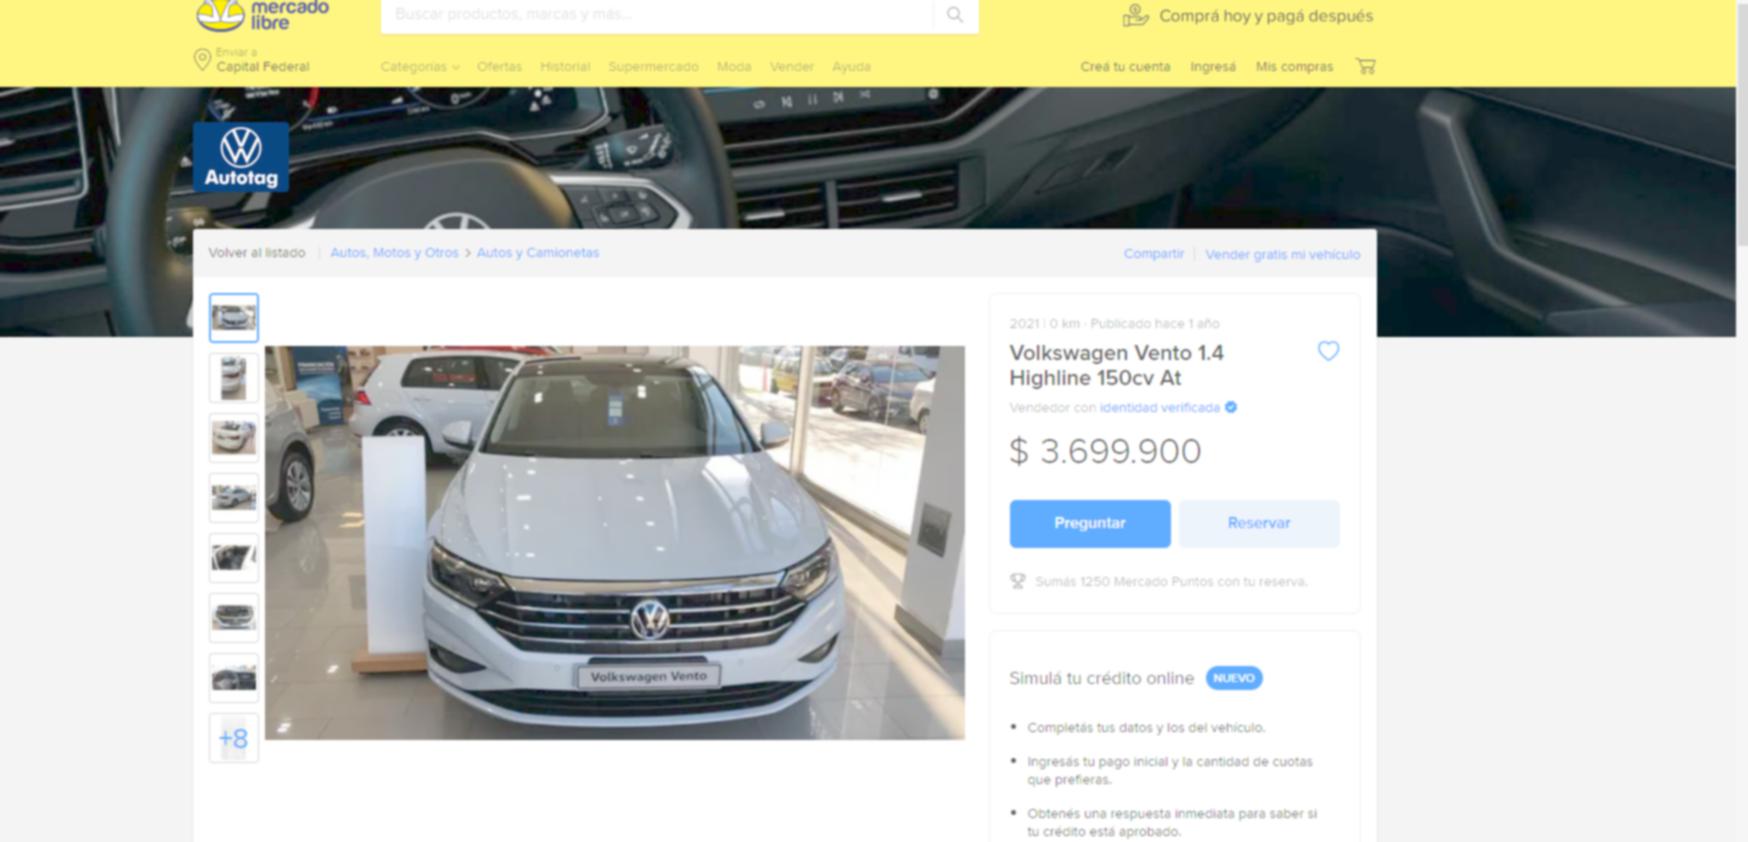 mercado
libre
Buscar productos, marcas y más...
Comprá hoy y pagá después
Enviar a
Capital Federal
Categorías
Ofertas
Historial
Supermercado
Moda
Vender
Ayuda
Creá tu cuenta
Ingresá
Mis compras
Autotag
Volver al listado
Autos, Motos y Otros > Autos y Camionetas
Compartir
Vender gratis mi vehículo
2021 | 0 km · Publicado hace 1 año
Volkswagen Vento 1.4
Highline 150cv At
Vendedor con identidad verificada
$ 3.699.900
Preguntar
Reservar
Sumás 1250 Mercado Puntos con tu reserva.
+8
Volkswagen Vento
Simulá tu crédito online NUEVO
• Completás tus datos y los del vehículo.
• Ingresás tu pago inicial y la cantidad de cuotas
que prefieras.
• Obtenés una respuesta inmediata para saber si
tu crédito está aprobado.